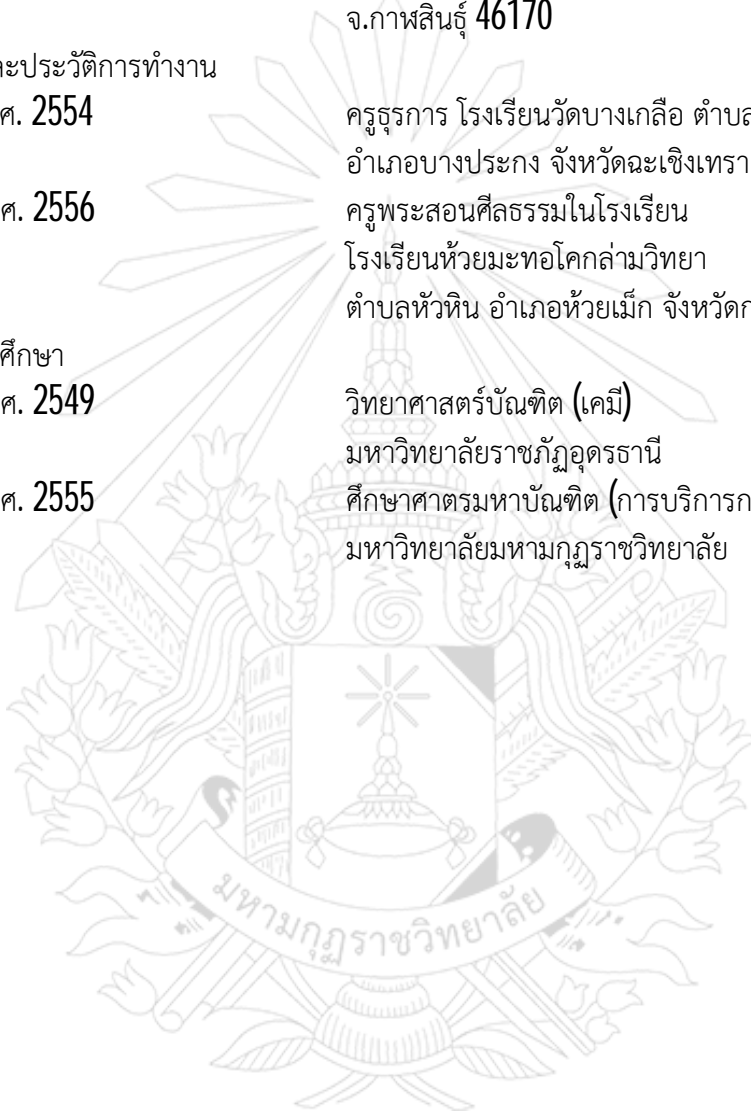 จ.กาฬสินธุ์ 46170
ละประวัติการทำงาน
ศ. 2554 ครูธุรการ โรงเรียนวัดบางเกลือ ตำบล
อำเภอบางประกง จังหวัดฉะเชิงเทรา
ศ. 2556 ครูพระสอนศีลธรรมในโรงเรียน
โรงเรียนห้วยมะทอโคกล่ามวิทยา
ตำบลหัวหิน อำเภอห้วยเม็ก จังหวัดก
ศึกษา
ศ. 2549 วิทยาศาสตร์บัณฑิต (เคมี)
มหาวิทยาลัยราชภัฏอุดรธานี
ศ. 2555 ศึกษาศาตรมหาบัณฑิต (การบริการก
มหาวิทยาลัยมหามกุฏราชวิทยาลัย
มหามกุฏราชวิทยาลัย